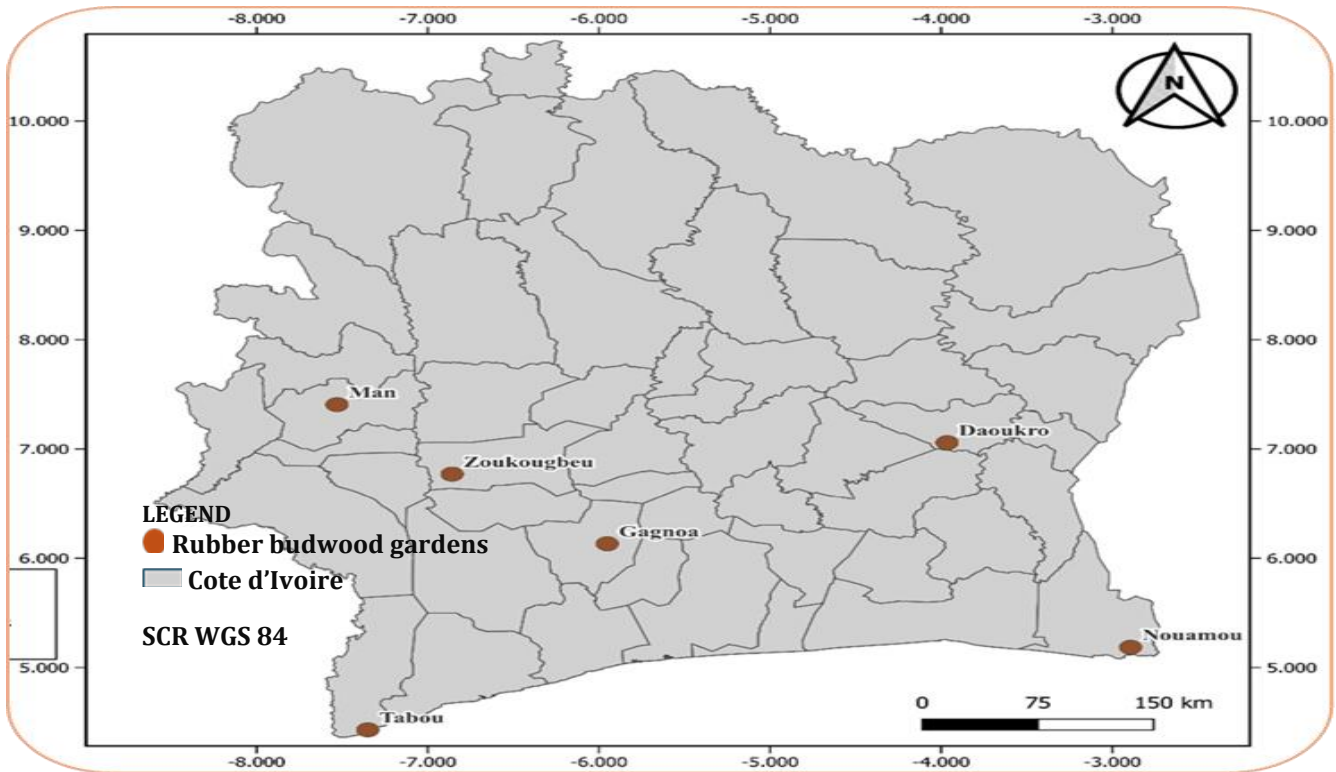 -8.000 -7.000 -6.000 -5.000 -4.000 -3.000
N
10.000 10.000
9.000 9.000
8.000 8.000
Man
Daoukro
7.000 7.000
Zoukougbeu
LEGEND
Gagnoa
Rubber budwood gardens
6.000 6.000
Cote d'Ivoire
SCR WGS 84
Nouamou
5.000 5.000
0 75 150 km
Tabou
-8.000 -7.000 -6.000 -5.000 -4.000 -3.000